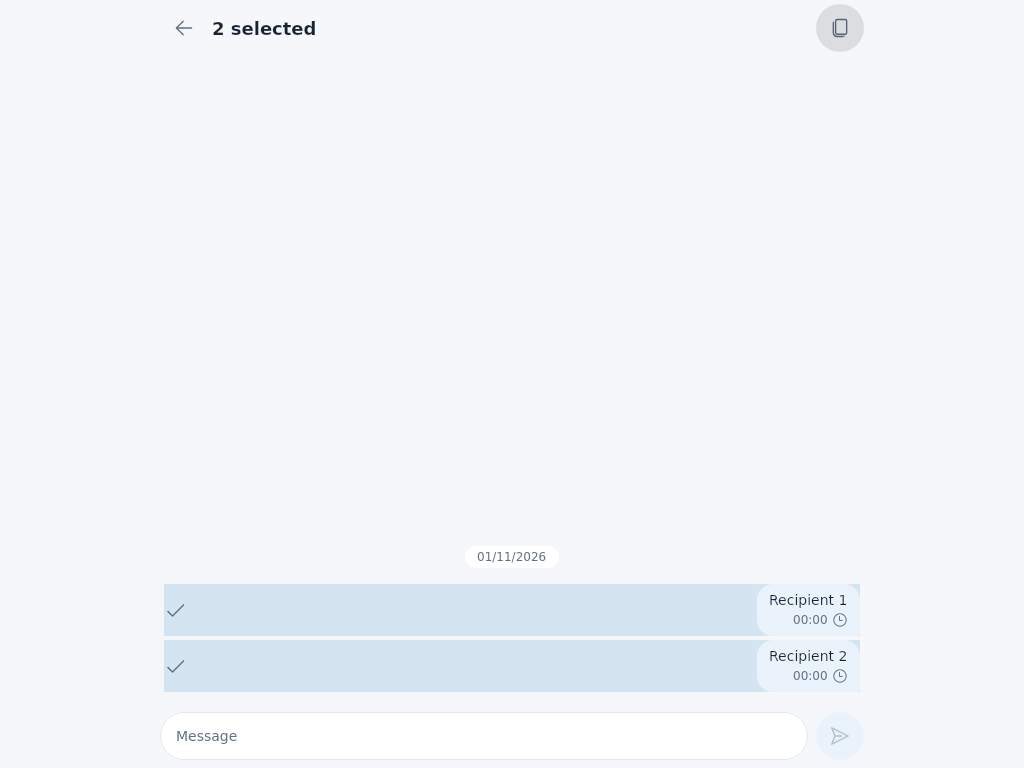 2 selected
01/11/2026
Recipient 1
00:00
Recipient 2
00:00
Message